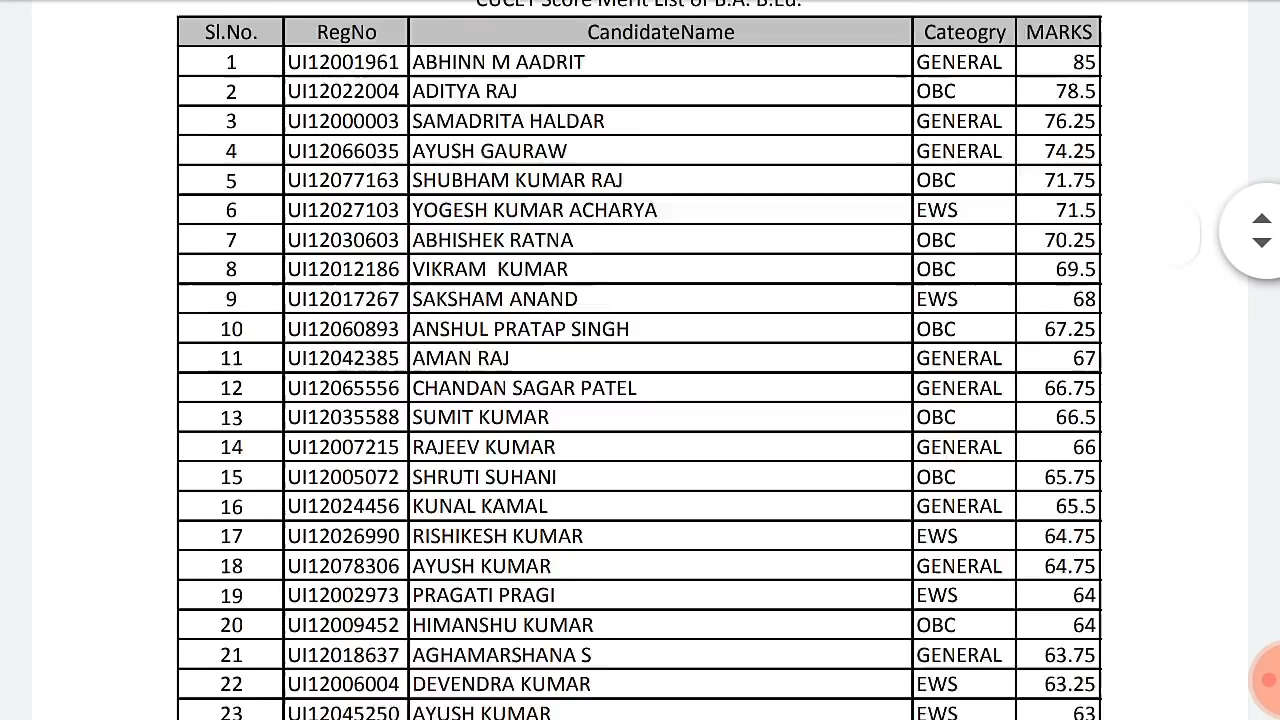 CUCET Score Merit List of B.A. B.Ed.
Sl.No. RegNo CandidateName Cateogry MARKS
1 UI12001961 ABHINN M AADRIT GENERAL 85
2 UI12022004 ADITYA RAJ OBC 78.5
3 UI12000003 SAMADRITA HALDAR GENERAL 76.25
4 UI12066035 AYUSH GAURAW GENERAL 74.25
5 UI12077163 SHUBHAM KUMAR RAJ OBC 71.75
6 UI12027103 YOGESH KUMAR ACHARYA EWS 71.5
7 UI12030603 ABHISHEK RATNA OBC 70.25
8 UI12012186 VIKRAM  KUMAR OBC 69.5
9 UI12017267 SAKSHAM ANAND EWS 68
10 UI12060893 ANSHUL PRATAP SINGH OBC 67.25
11 UI12042385 AMAN RAJ GENERAL 67
12 UI12065556 CHANDAN SAGAR PATEL GENERAL 66.75
13 UI12035588 SUMIT KUMAR OBC 66.5
14 UI12007215 RAJEEV KUMAR GENERAL 66
15 UI12005072 SHRUTI SUHANI OBC 65.75
16 UI12024456 KUNAL KAMAL GENERAL 65.5
17 UI12026990 RISHIKESH KUMAR EWS 64.75
18 UI12078306 AYUSH KUMAR GENERAL 64.75
19 UI12002973 PRAGATI PRAGI EWS 64
20 UI12009452 HIMANSHU KUMAR OBC 64
21 UI12018637 AGHAMARSHANA S GENERAL 63.75
22 UI12006004 DEVENDRA KUMAR EWS 63.25
23 UI12045250 AYUSH KUMAR EWS 63